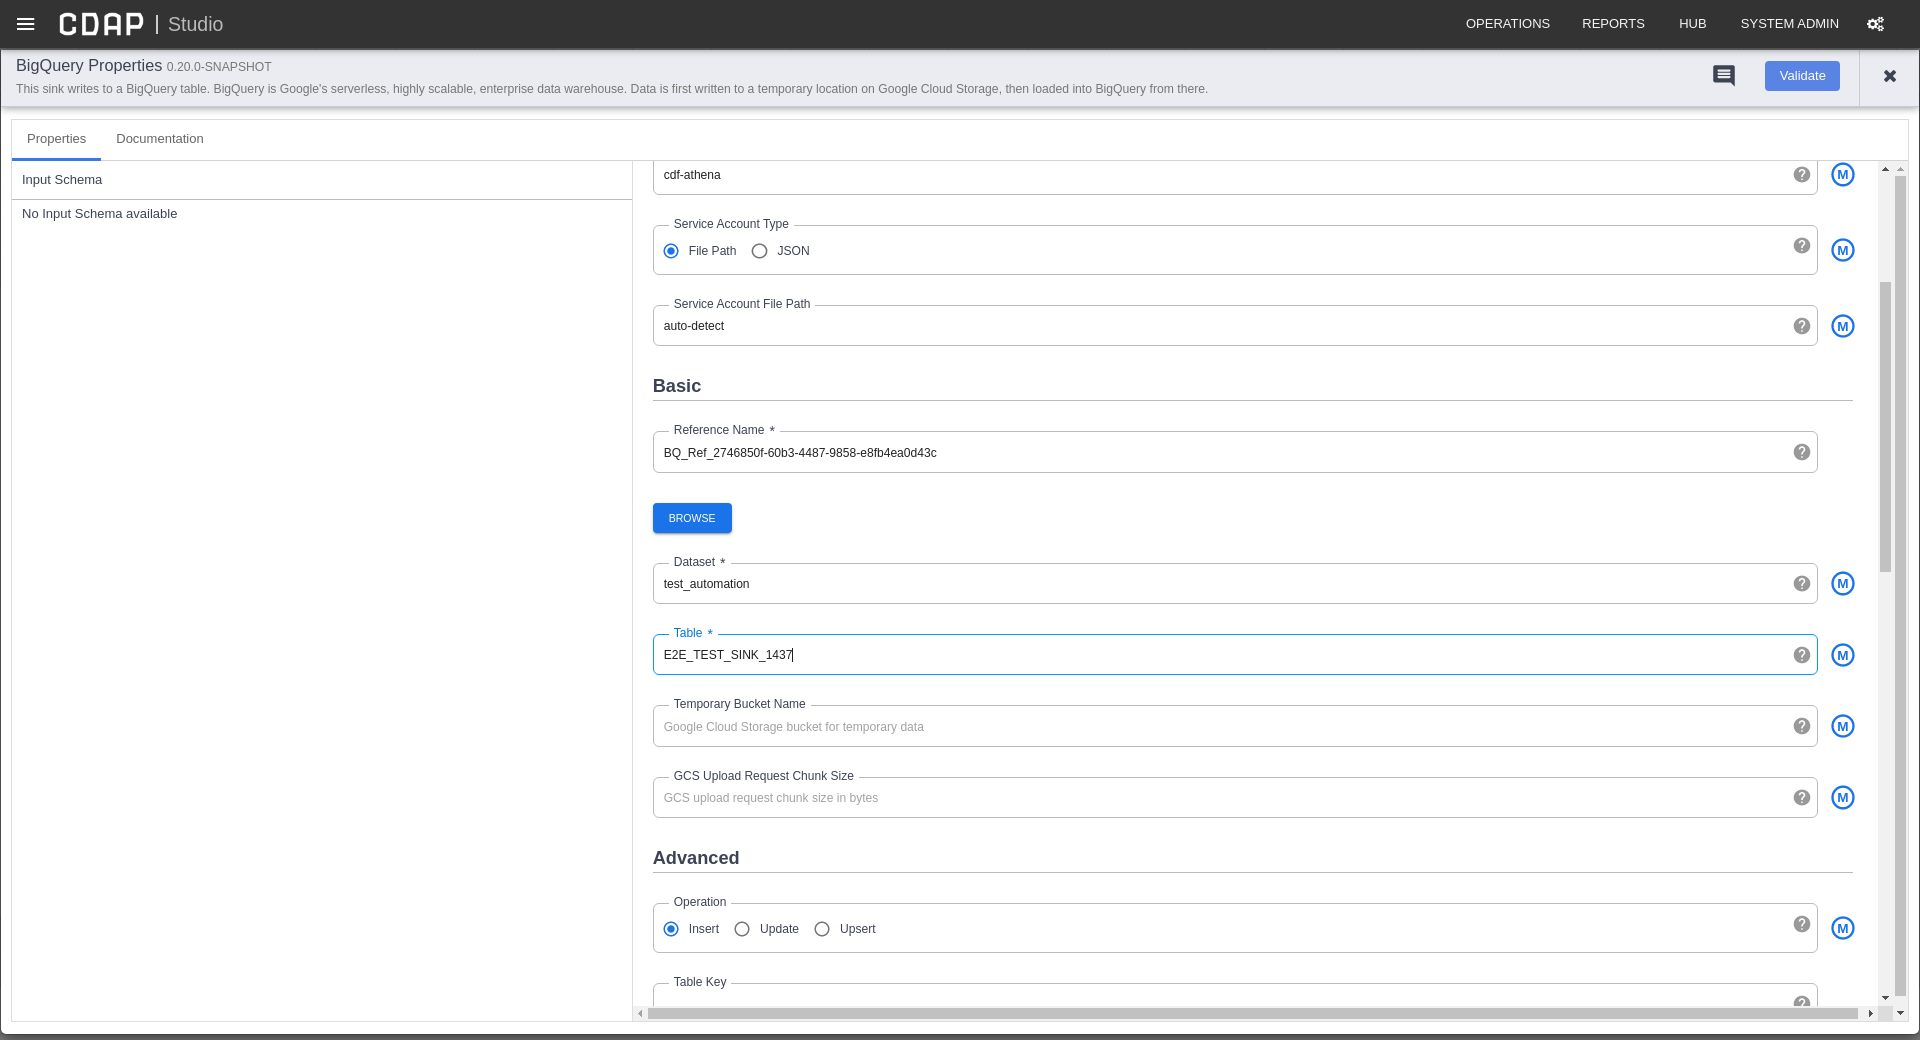 CDAP | Studio
OPERATIONS REPORTS HUB SYSTEM ADMIN
BigQuery Properties 0.20.0-SNAPSHOT
This sink writes to a BigQuery table. BigQuery is Google's serverless, highly scalable, enterprise data warehouse. Data is first written to a temporary location on Google Cloud Storage, then loaded into BigQuery from there.
Validate
Properties Documentation
Input Schema
No Input Schema available
cdf-athena
? M
Service Account Type
File Path JSON
? M
Service Account File Path
auto-detect
? M
Basic
Reference Name *
BQ_Ref_2746850f-60b3-4487-9858-e8fb4ea0d43c
?
BROWSE
Dataset *
test_automation
? M
Table *
E2E_TEST_SINK_1437
? M
Temporary Bucket Name
Google Cloud Storage bucket for temporary data
? M
GCS Upload Request Chunk Size
GCS upload request chunk size in bytes
? M
Advanced
Operation
Insert Update Upsert
? M
Table Key
?